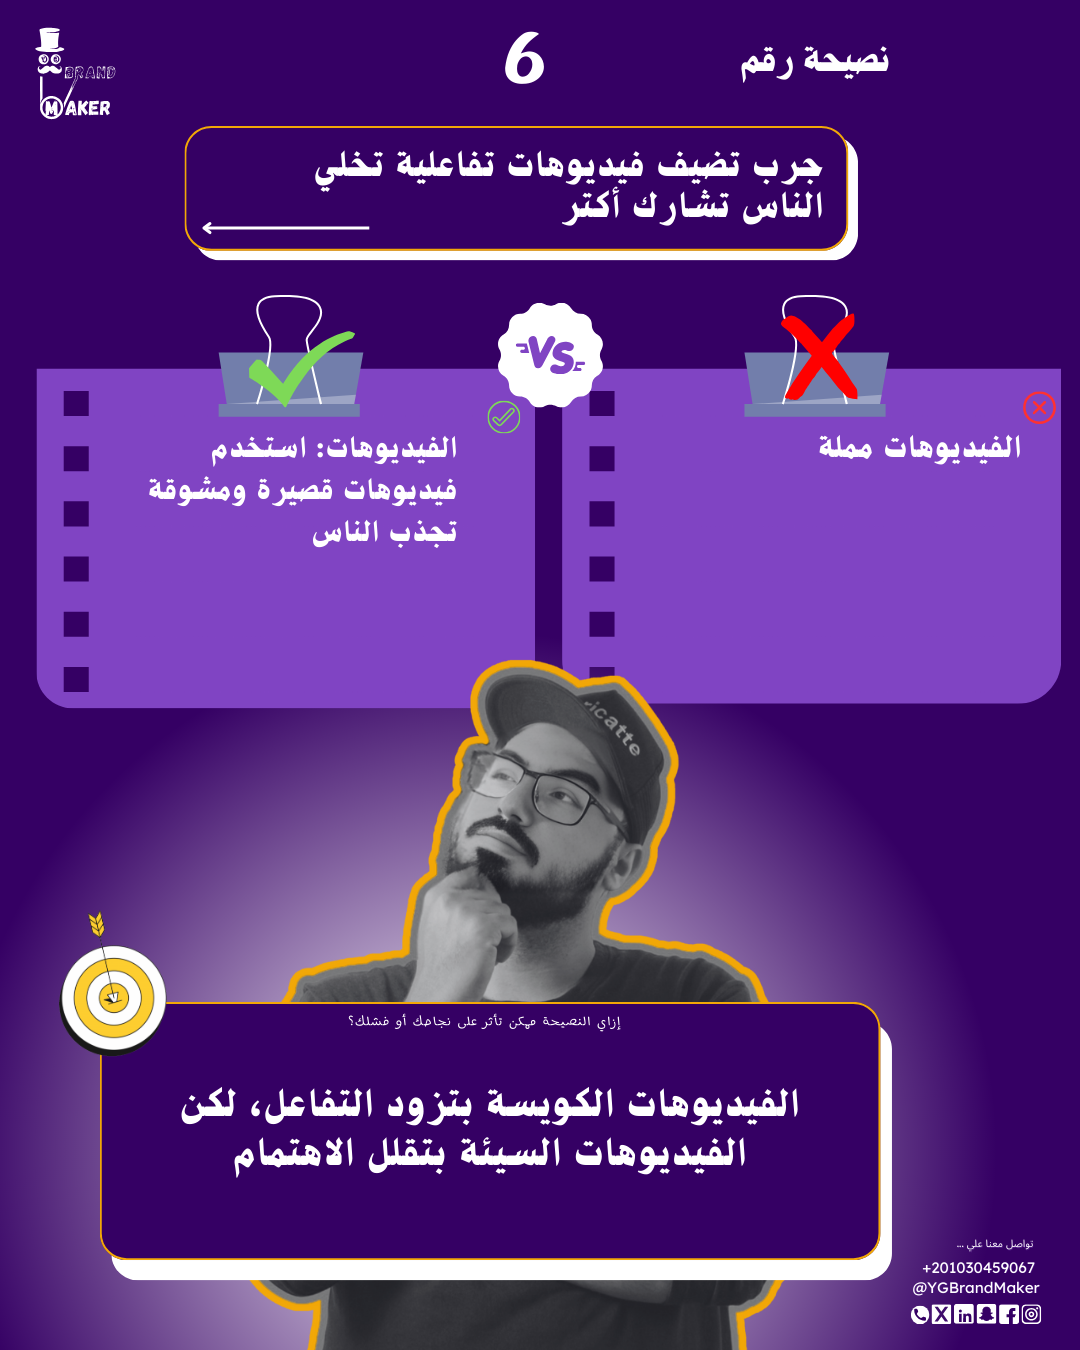 نصيحة رقم 6
BRAND
MAKER
جرب تضيف فيديوهات تفاعلية تخلي
الناس تشارك أكتر
VS
الفيديوهات مملة
الفيديوهات: استخدم
فيديوهات قصيرة ومشوقة
تجذب الناس
icatte
إزاي النصيحة ممكن تأثر على نجاحك أو فشلك؟
الفيديوهات الكويسة بتزود التفاعل، لكن
الفيديوهات السيئة بتقلل الاهتمام
تواصل معنا علي ...
+201030459067
@YGBrandMaker